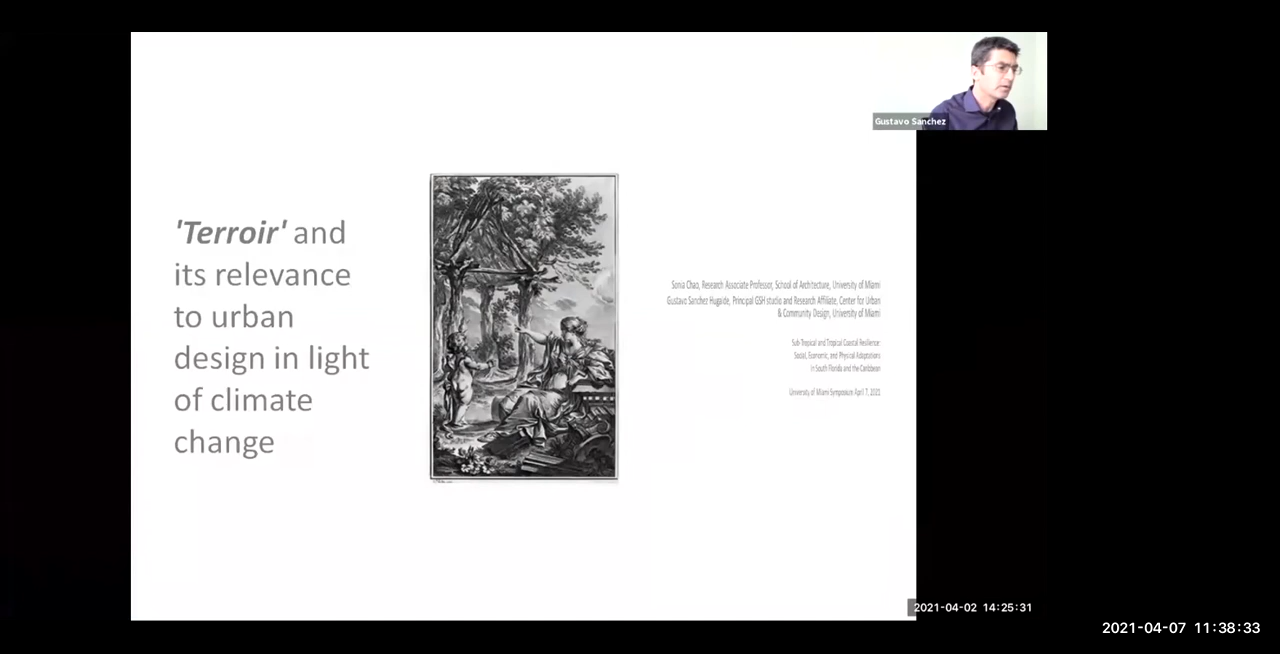 Gustavo Sanchez
'Terroir' and
its relevance
to urban
design in light
of climate
change
Sonia Chao, Research Associate Professor, School of Architecture, University of Miami
Gustavo Sanchez Hugalde, Principal GSH studio and Research Affiliate, Center for Urban
& Community Design, University of Miami
Sub-Tropical and Tropical Coastal Resilience:
Social, Economic, and Physical Adaptations
in South Florida and the Caribbean
University of Miami Symposium April 7, 2021
2021-04-02 14:25:31
2021-04-07 11:38:33